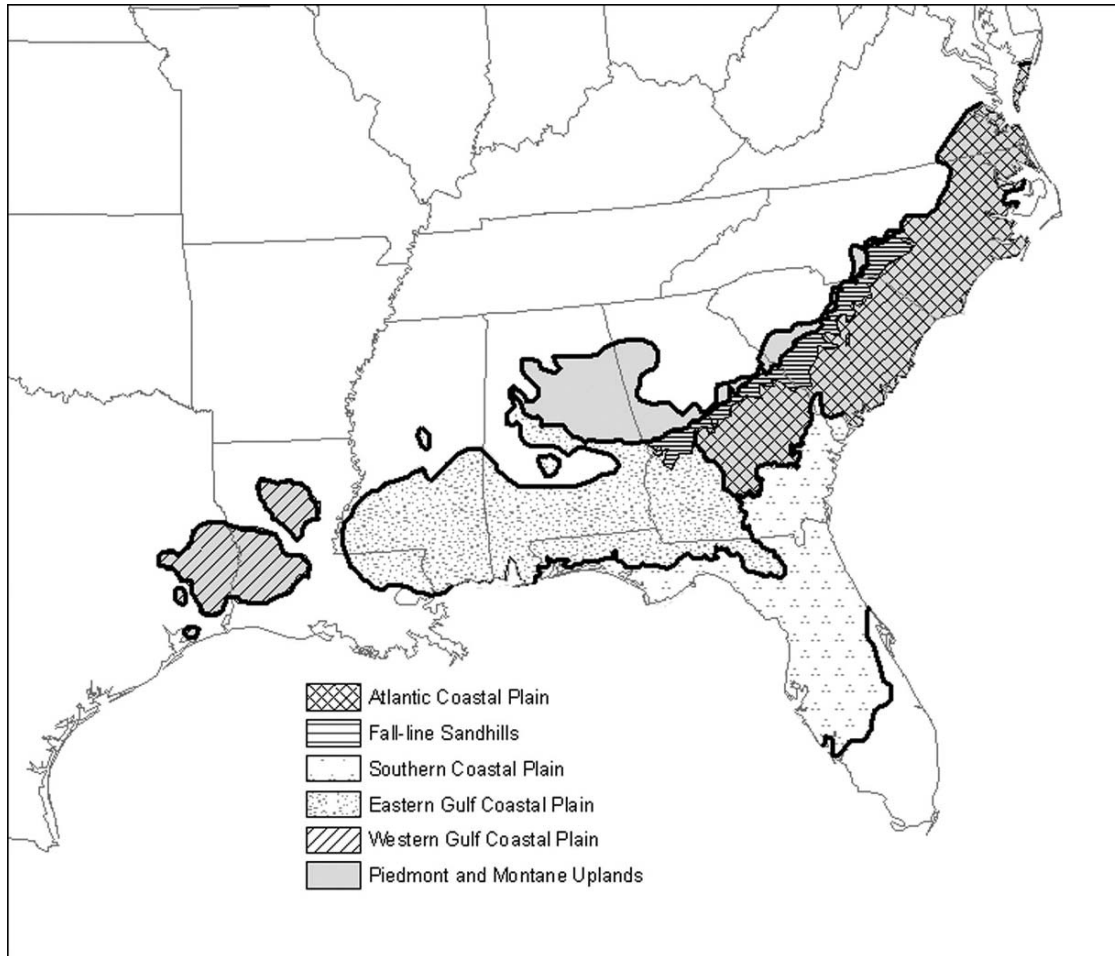 Atlantic Coastal Plain
Fall-line Sandhills
Southern Coastal Plain
Eastern Gulf Coastal Plain
Western Gulf Coastal Plain
Piedmont and Montane Uplands